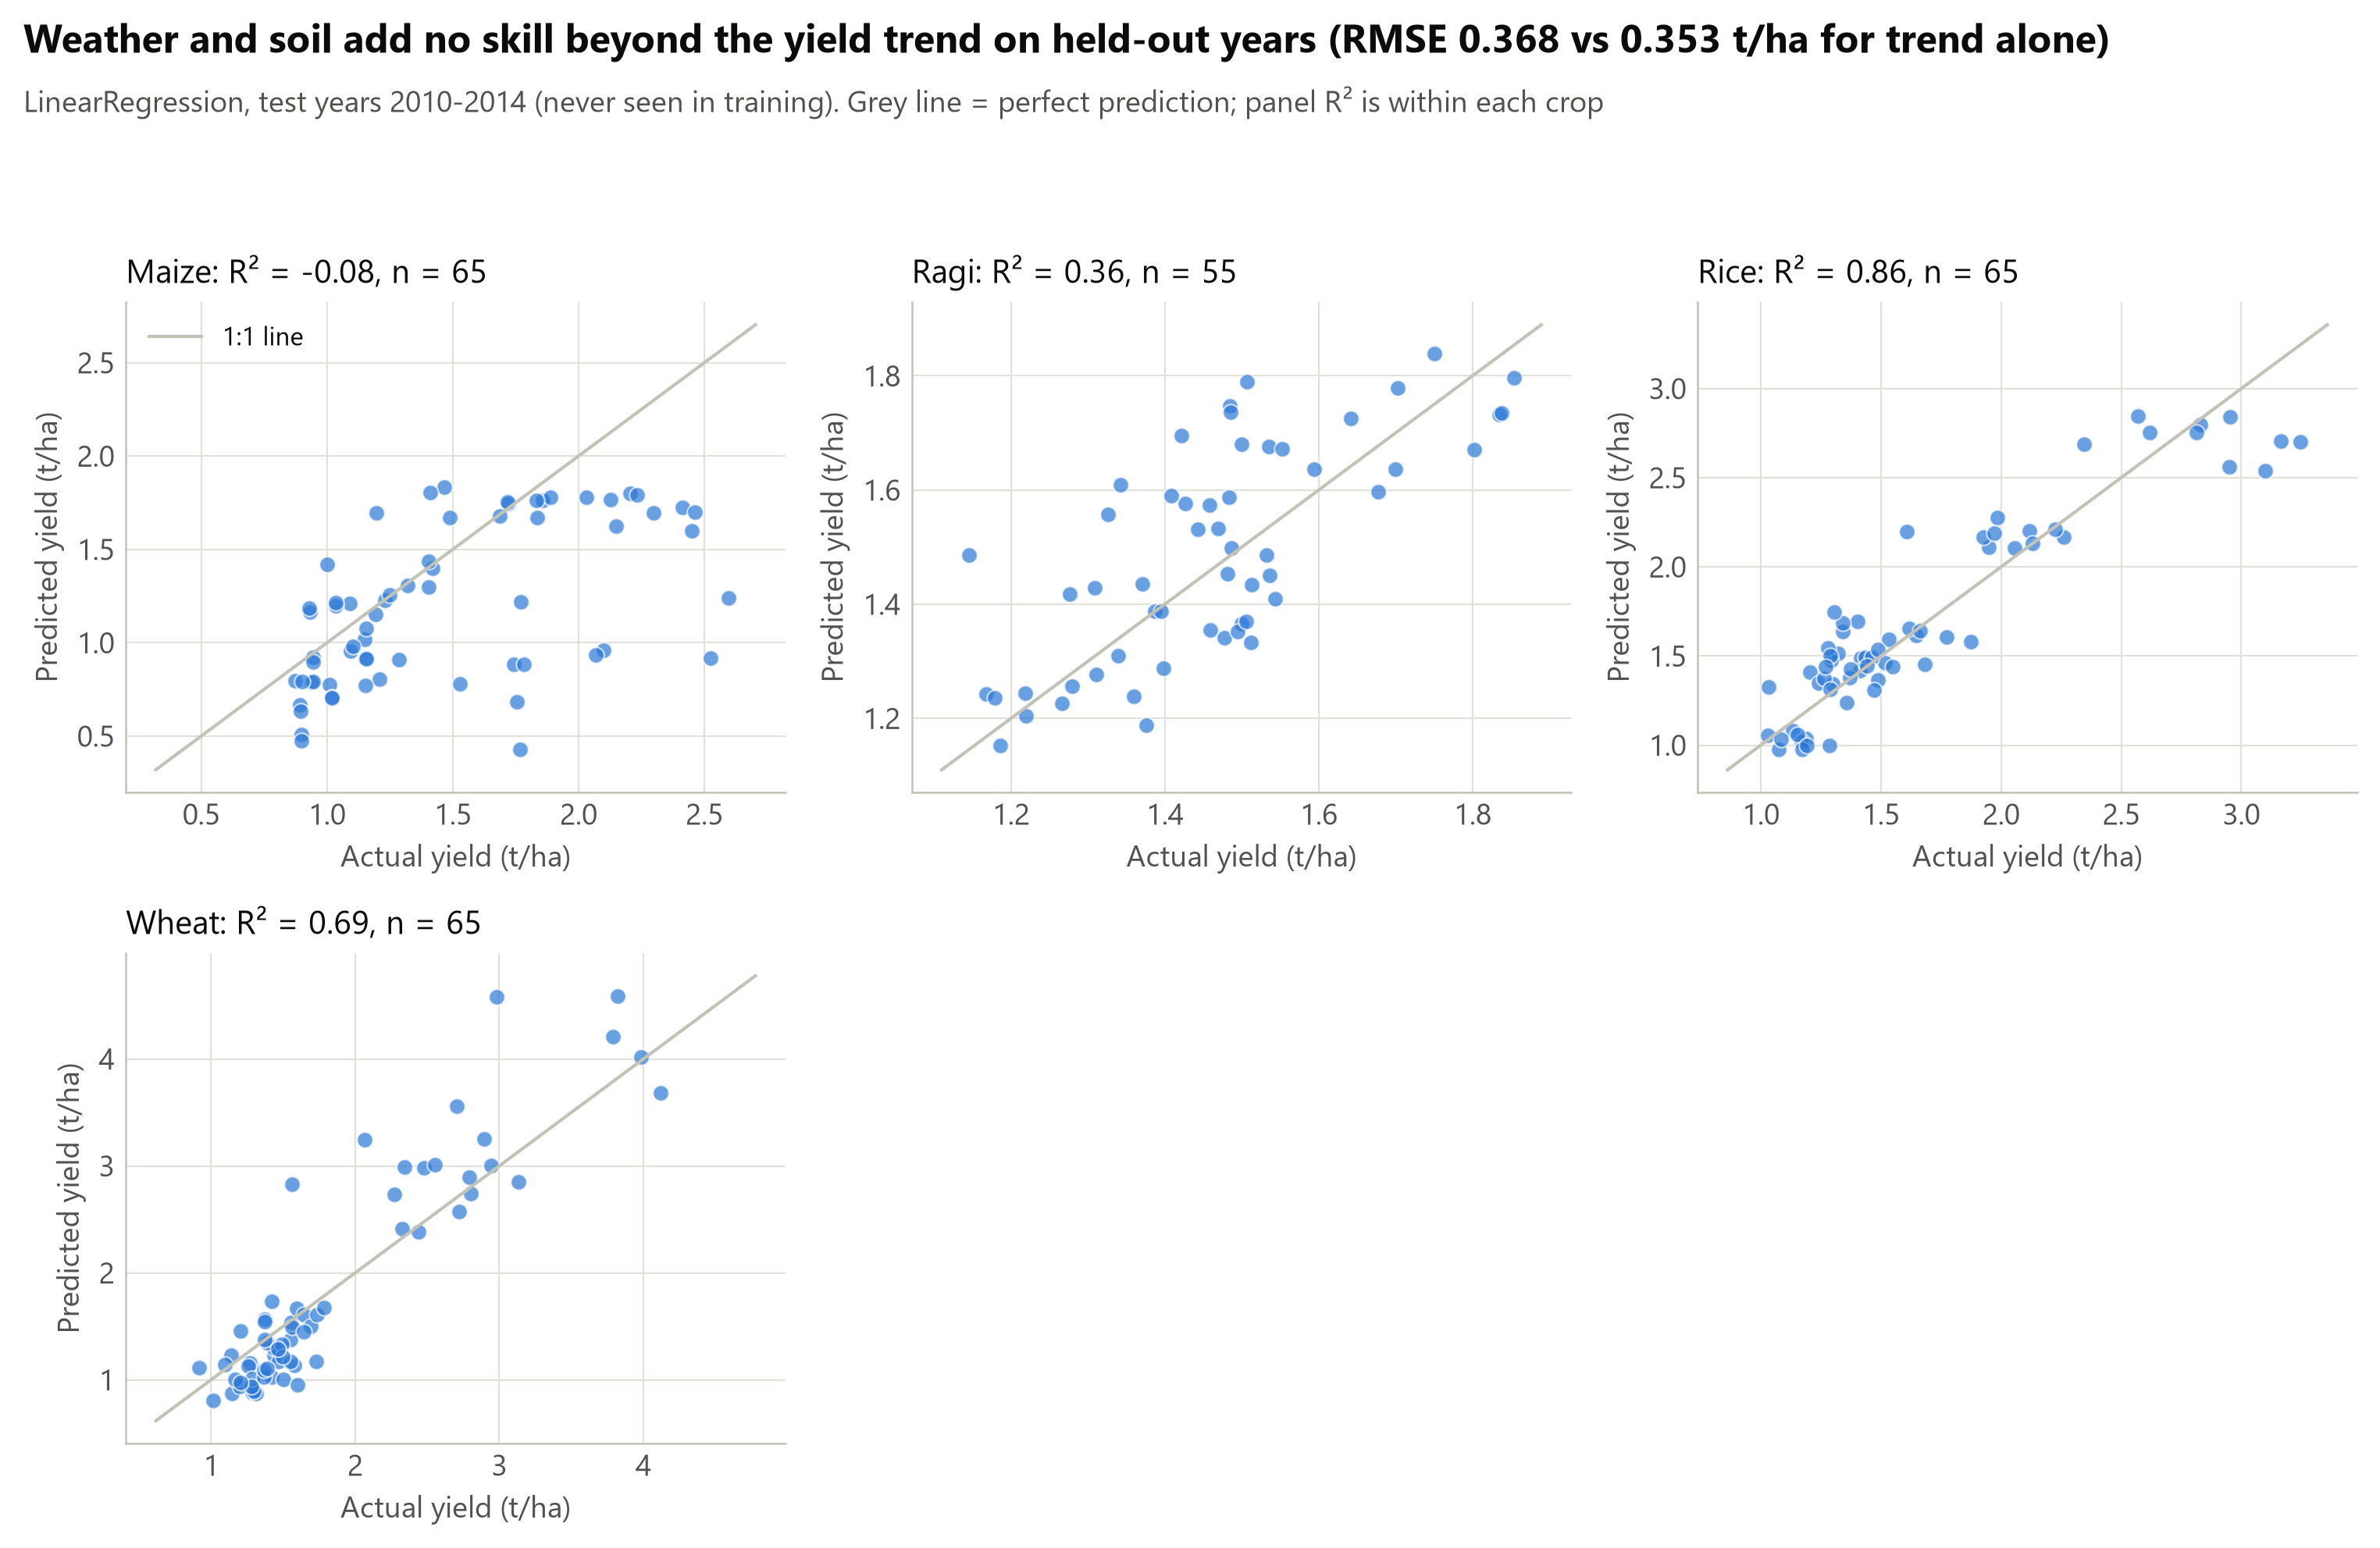 Weather and soil add no skill beyond the yield trend on held-out years (RMSE 0.368 vs 0.353 t/ha for trend alone)
LinearRegression, test years 2010-2014 (never seen in training). Grey line = perfect prediction; panel R² is within each crop
Maize: R² = -0.08, n = 65
1:1 line
2.5
2.0
1.5
1.0
0.5
Predicted yield (t/ha)
0.5 1.0 1.5 2.0 2.5
Actual yield (t/ha)
Ragi: R² = 0.36, n = 55
1.8
1.6
1.4
1.2
Predicted yield (t/ha)
1.2 1.4 1.6 1.8
Actual yield (t/ha)
Rice: R² = 0.86, n = 65
3.0
2.5
2.0
1.5
1.0
Predicted yield (t/ha)
1.0 1.5 2.0 2.5 3.0
Actual yield (t/ha)
Wheat: R² = 0.69, n = 65
4
3
2
1
Predicted yield (t/ha)
1 2 3 4
Actual yield (t/ha)